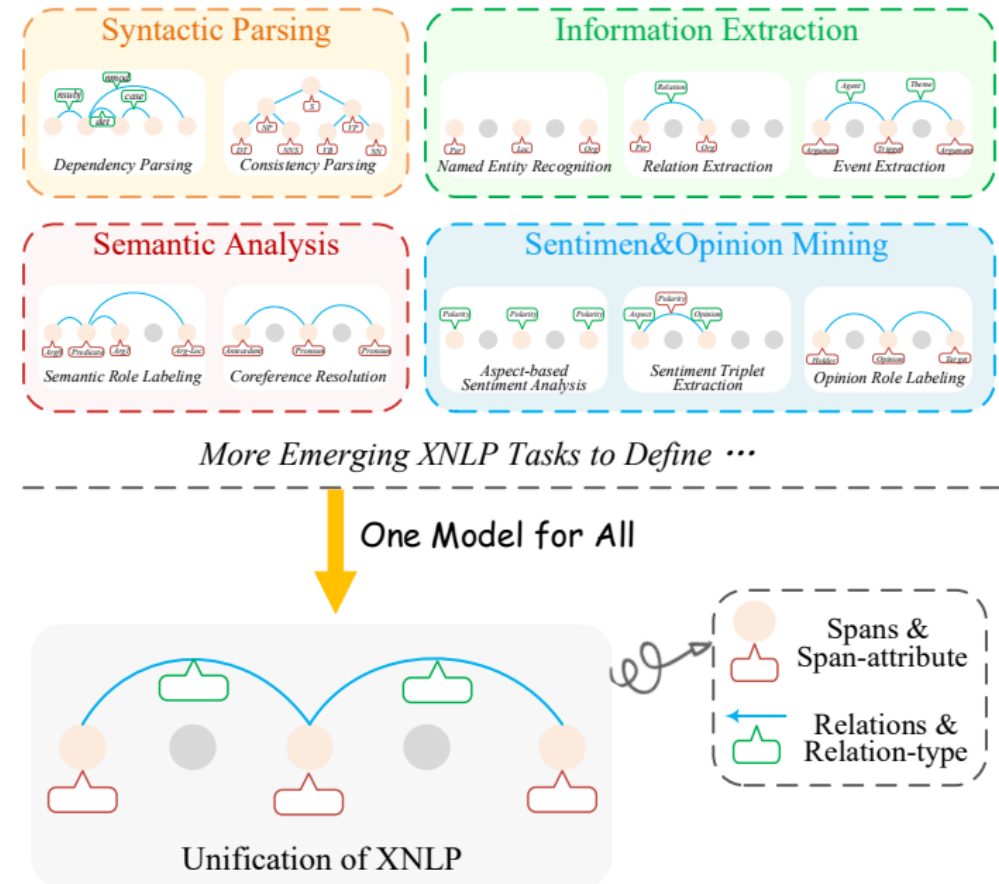 Syntactic Parsing
nsubj
nmod
det
case
Dependency Parsing
S
NP
VP
DT
NNS
VB
NN
Consistency Parsing
Information Extraction
Per
Loc
Org
Named Entity Recognition
Relation
Per
Org
Relation Extraction
Agent
Theme
Argument
Trigger
Argument
Event Extraction
Semantic Analysis
Arg0
Predicate
Arg1
Arg-Loc
Semantic Role Labeling
Antecedent
Pronoun
Pronoun
Coreference Resolution
Sentimen&Opinion Mining
Polarity
Polarity
Polarity
Aspect-based
Sentiment Analysis
Polarity
Aspect
Opinion
Sentiment Triplet
Extraction
Holder
Opinion
Target
Opinion Role Labeling
More Emerging XNLP Tasks to Define ···
One Model for All
Spans &
Span-attribute
Relations &
Relation-type
Unification of XNLP